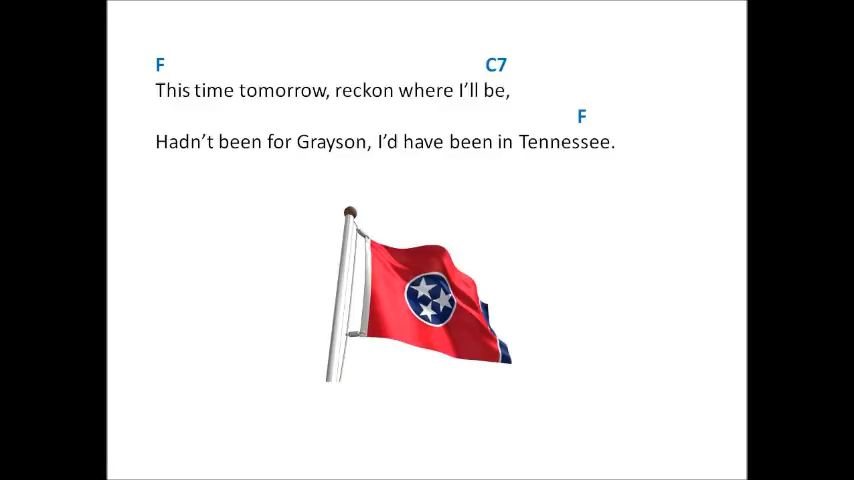 F C7
This time tomorrow, reckon where I’ll be,
F
Hadn’t been for Grayson, I’d have been in Tennessee.